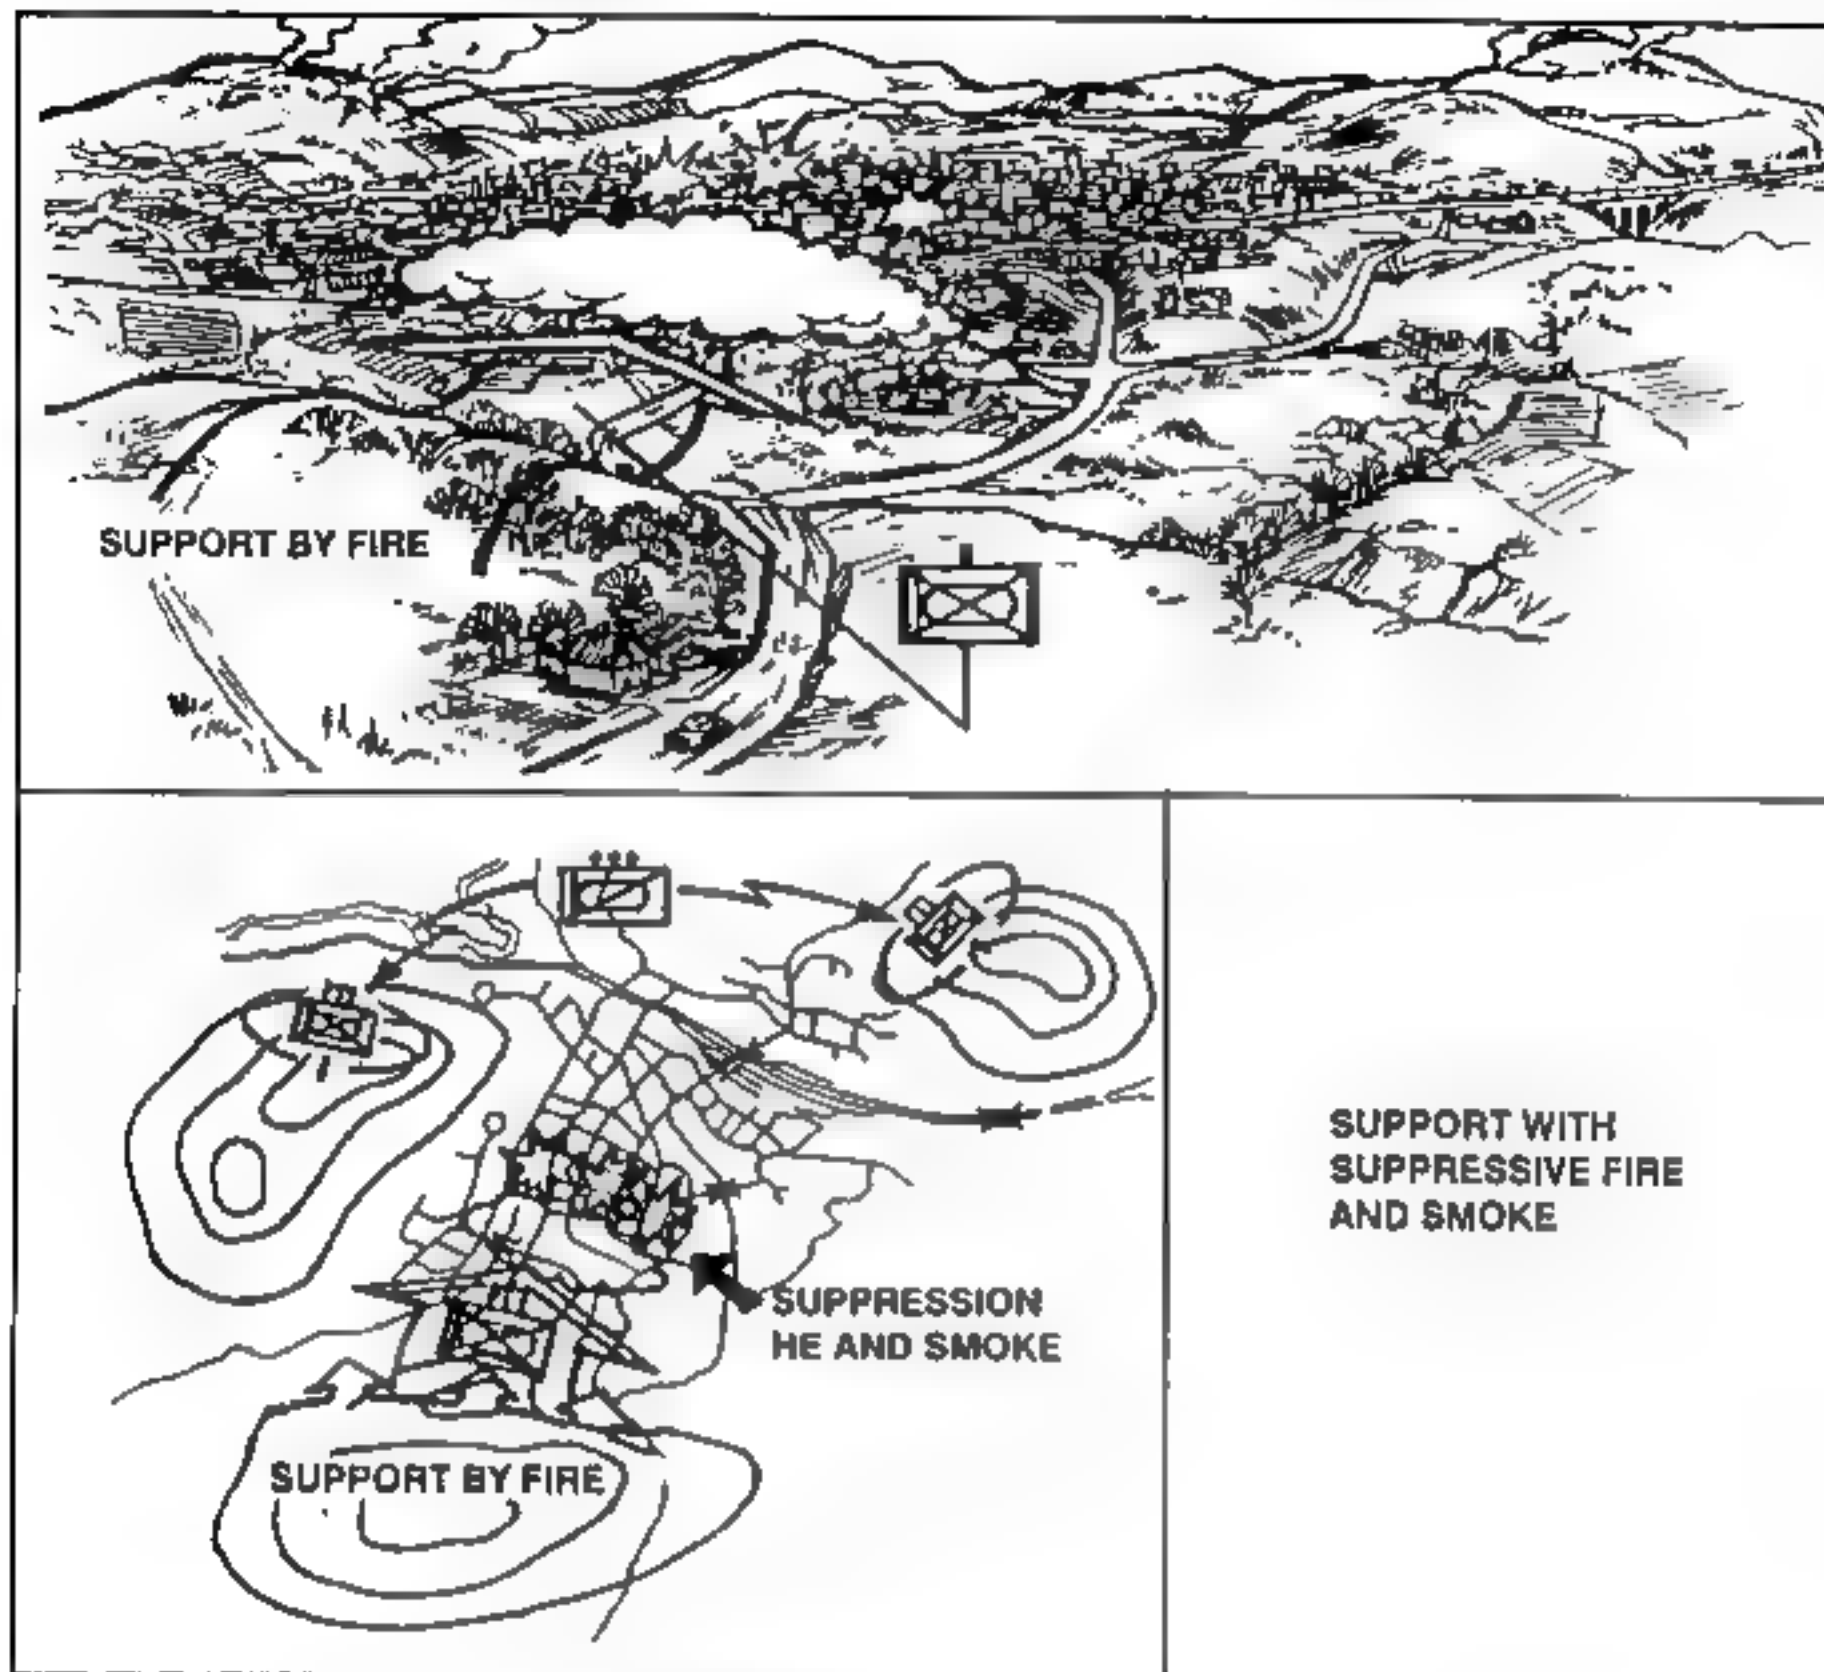 SUPPORT BY FIRE
SUPPRESSION
HE AND SMOKE
SUPPORT BY FIRE
SUPPORT WITH
SUPPRESSIVE FIRE
AND SMOKE